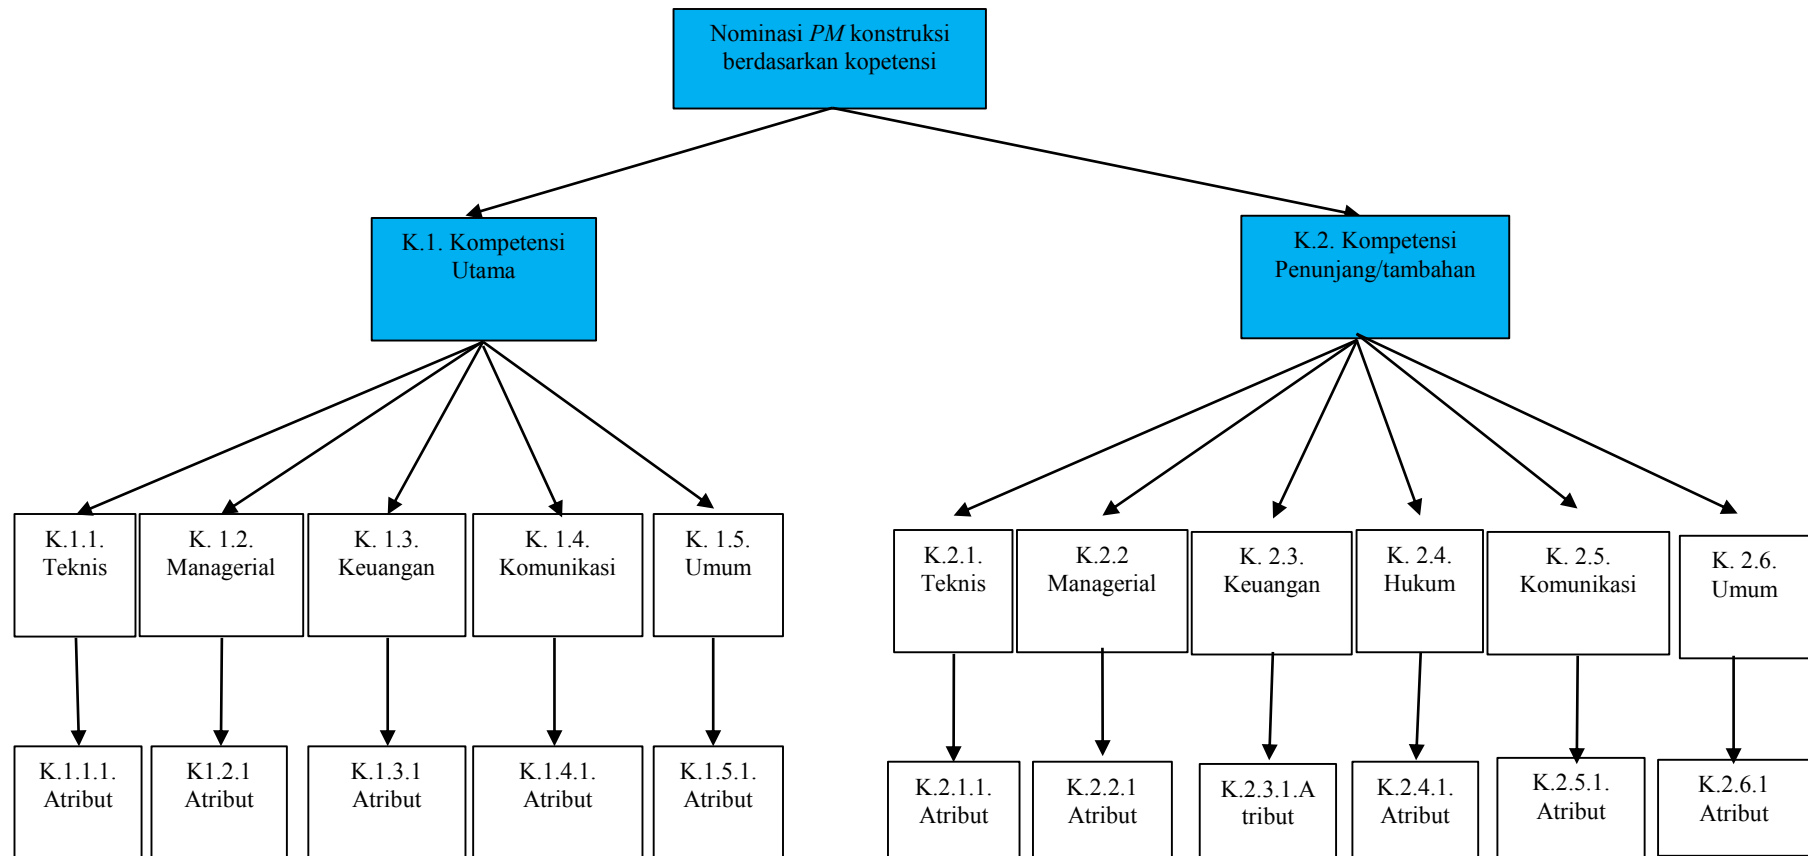 Nominasi PM konstruksi
berdasarkan kopetensi
K.1. Kompetensi
Utama
K.2. Kompetensi
Penunjang/tambahan
K.1.1.
Teknis
K. 1.2.
Managerial
K. 1.3.
Keuangan
K. 1.4.
Komunikasi
K. 1.5.
Umum
K.2.1.
Teknis
K.2.2
Managerial
K. 2.3.
Keuangan
K. 2.4.
Hukum
K. 2.5.
Komunikasi
K. 2.6.
Umum
K.1.1.1.
Atribut
K1.2.1
Atribut
K.1.3.1
Atribut
K.1.4.1.
Atribut
K.1.5.1.
Atribut
K.2.1.1.
Atribut
K.2.2.1
Atribut
K.2.3.1.A
tribut
K.2.4.1.
Atribut
K.2.5.1.
Atribut
K.2.6.1
Atribut